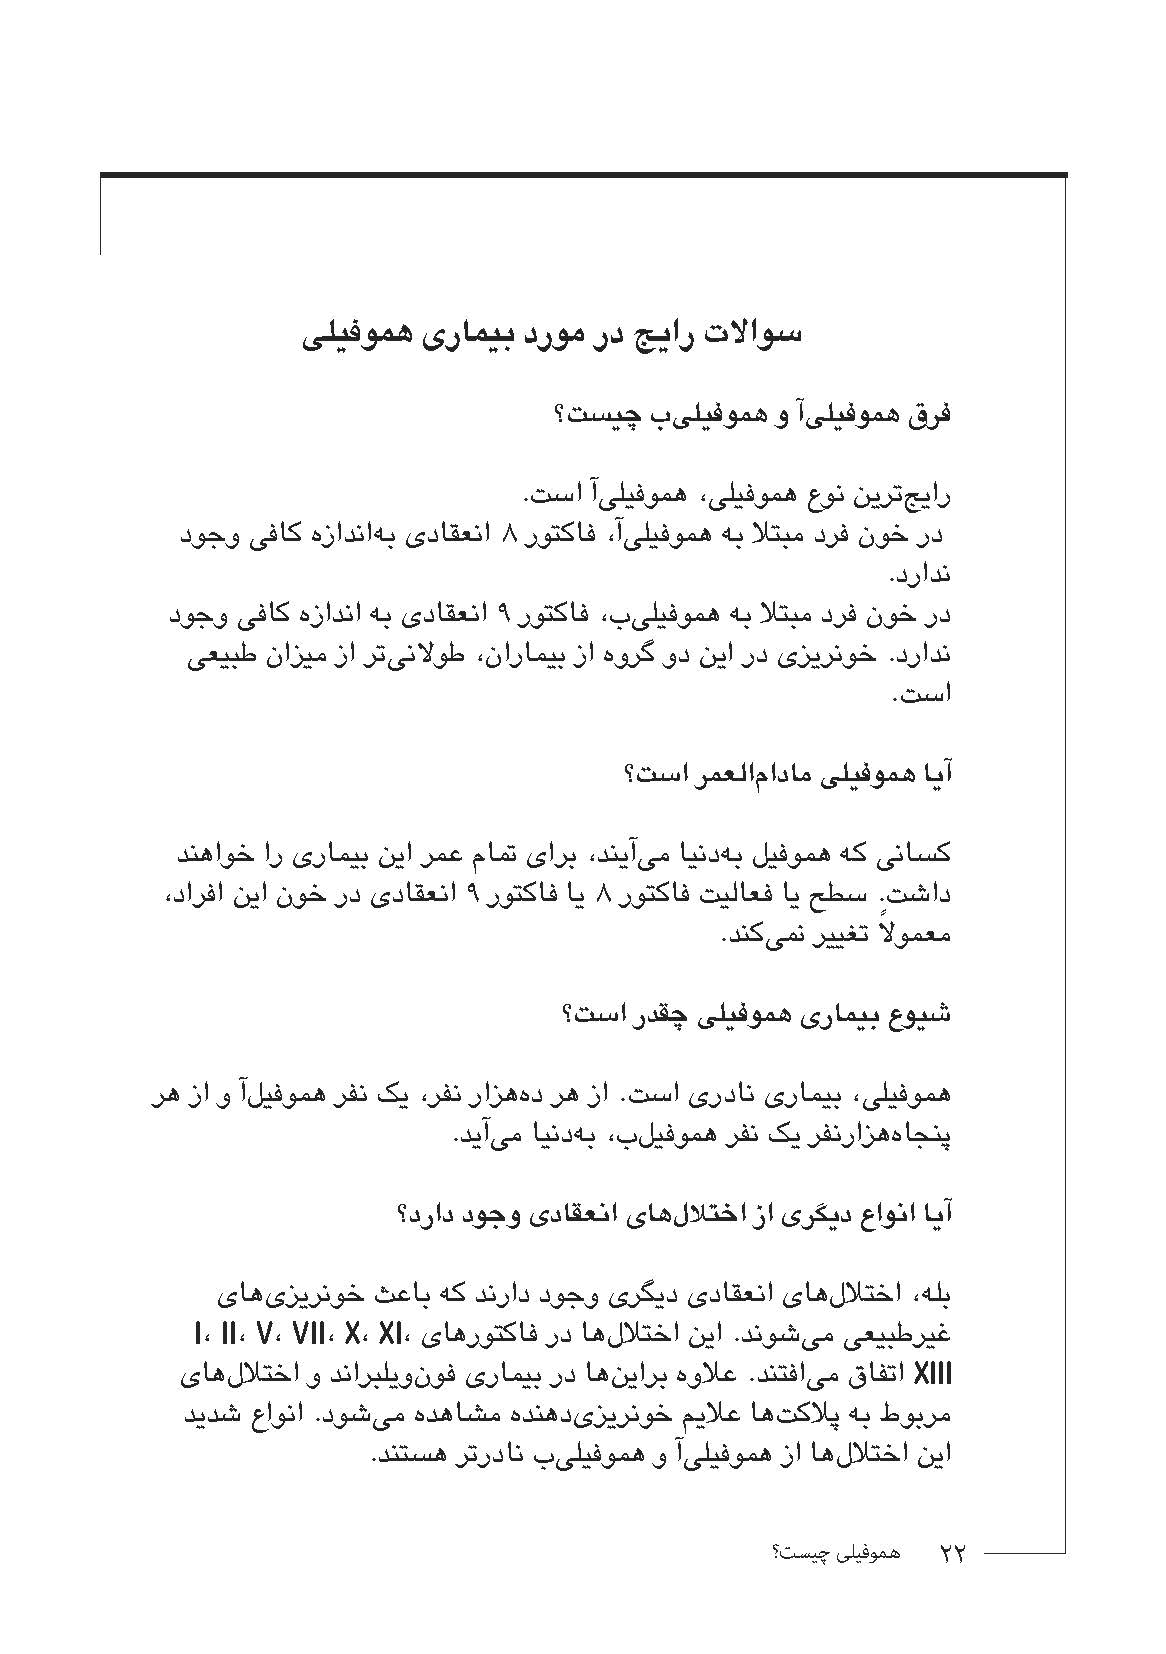 سوالات رایج در مورد بیماری هموفیلی
فرق هموفیلی‌آ و هموفیلی‌ب چیست؟
رایج‌ترین نوع هموفیلی، هموفیلی‌آ است.
در خون فرد مبتلا به هموفیلی‌آ، فاکتور ۸ انعقادی به‌اندازه کافی وجود
ندارد.
در خون فرد مبتلا به هموفیلی‌ب، فاکتور ۹ انعقادی به اندازه کافی وجود
ندارد. خونریزی در این دو گروه از بیماران، طولانی‌تر از میزان طبیعی
است.
آیا هموفیلی مادام‌العمر است؟
کسانی که هموفیل به‌دنیا می‌آیند، برای تمام عمر این بیماری را خواهند
داشت. سطح یا فعالیت فاکتور ۸ یا فاکتور ۹ انعقادی در خون این افراد،
معمولاً تغییر نمی‌کند.
شیوع بیماری هموفیلی چقدر است؟
هموفیلی، بیماری نادری است. از هر ده‌هزار نفر، یک نفر هموفیل‌آ و از هر
پنجاه‌هزارنفر یک نفر هموفیل‌ب، به‌دنیا می‌آید.
آیا انواع دیگری از اختلال‌های انعقادی وجود دارد؟
بله، اختلال‌های انعقادی دیگری وجود دارند که باعث خونریزی‌های
غیرطبیعی می‌شوند. این اختلال‌ها در فاکتورهای I، II، V، VII، X، XI،
XIII اتفاق می‌افتند. علاوه براین‌ها در بیماری فون‌ویلبراند و اختلال‌های
مربوط به پلاکت‌ها علایم خونریزی‌دهنده مشاهده می‌شود. انواع شدید
این اختلال‌ها از هموفیلی‌آ و هموفیلی‌ب نادرتر هستند.
۲۲ هموفیلی چیست؟